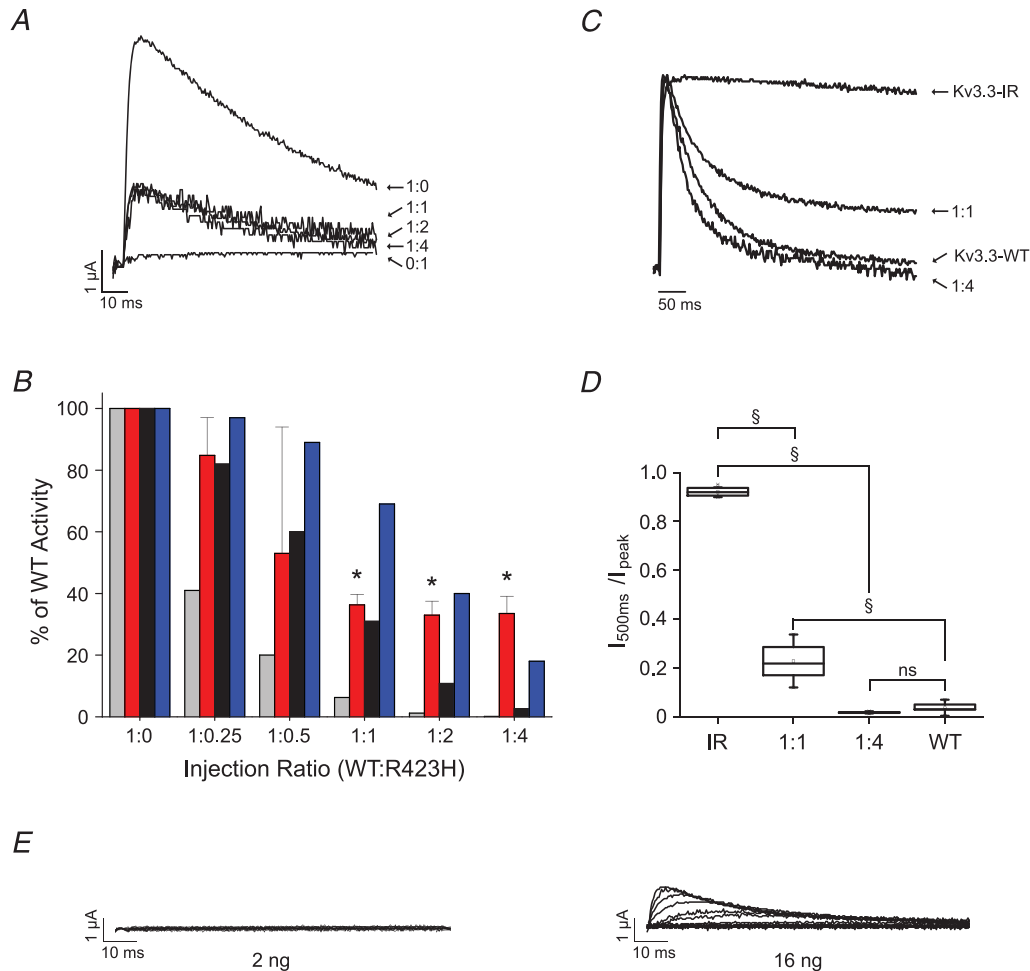 A
1:0
1:1
1:2
1:4
0:1
1 µA
10 ms
C
Kv3.3-IR
1:1
Kv3.3-WT
1:4
50 ms
B
% of WT Activity
100
80
60
40
20
0
* * *
1:0 1:0.25 1:0.5 1:1 1:2 1:4
Injection Ratio (WT:R423H)
D
I500ms /Ipeak
§
§
§
ns
1.0
0.8
0.6
0.4
0.2
0
IR 1:1 1:4 WT
E
1 µA
10 ms
2 ng
1 µA
10 ms
16 ng